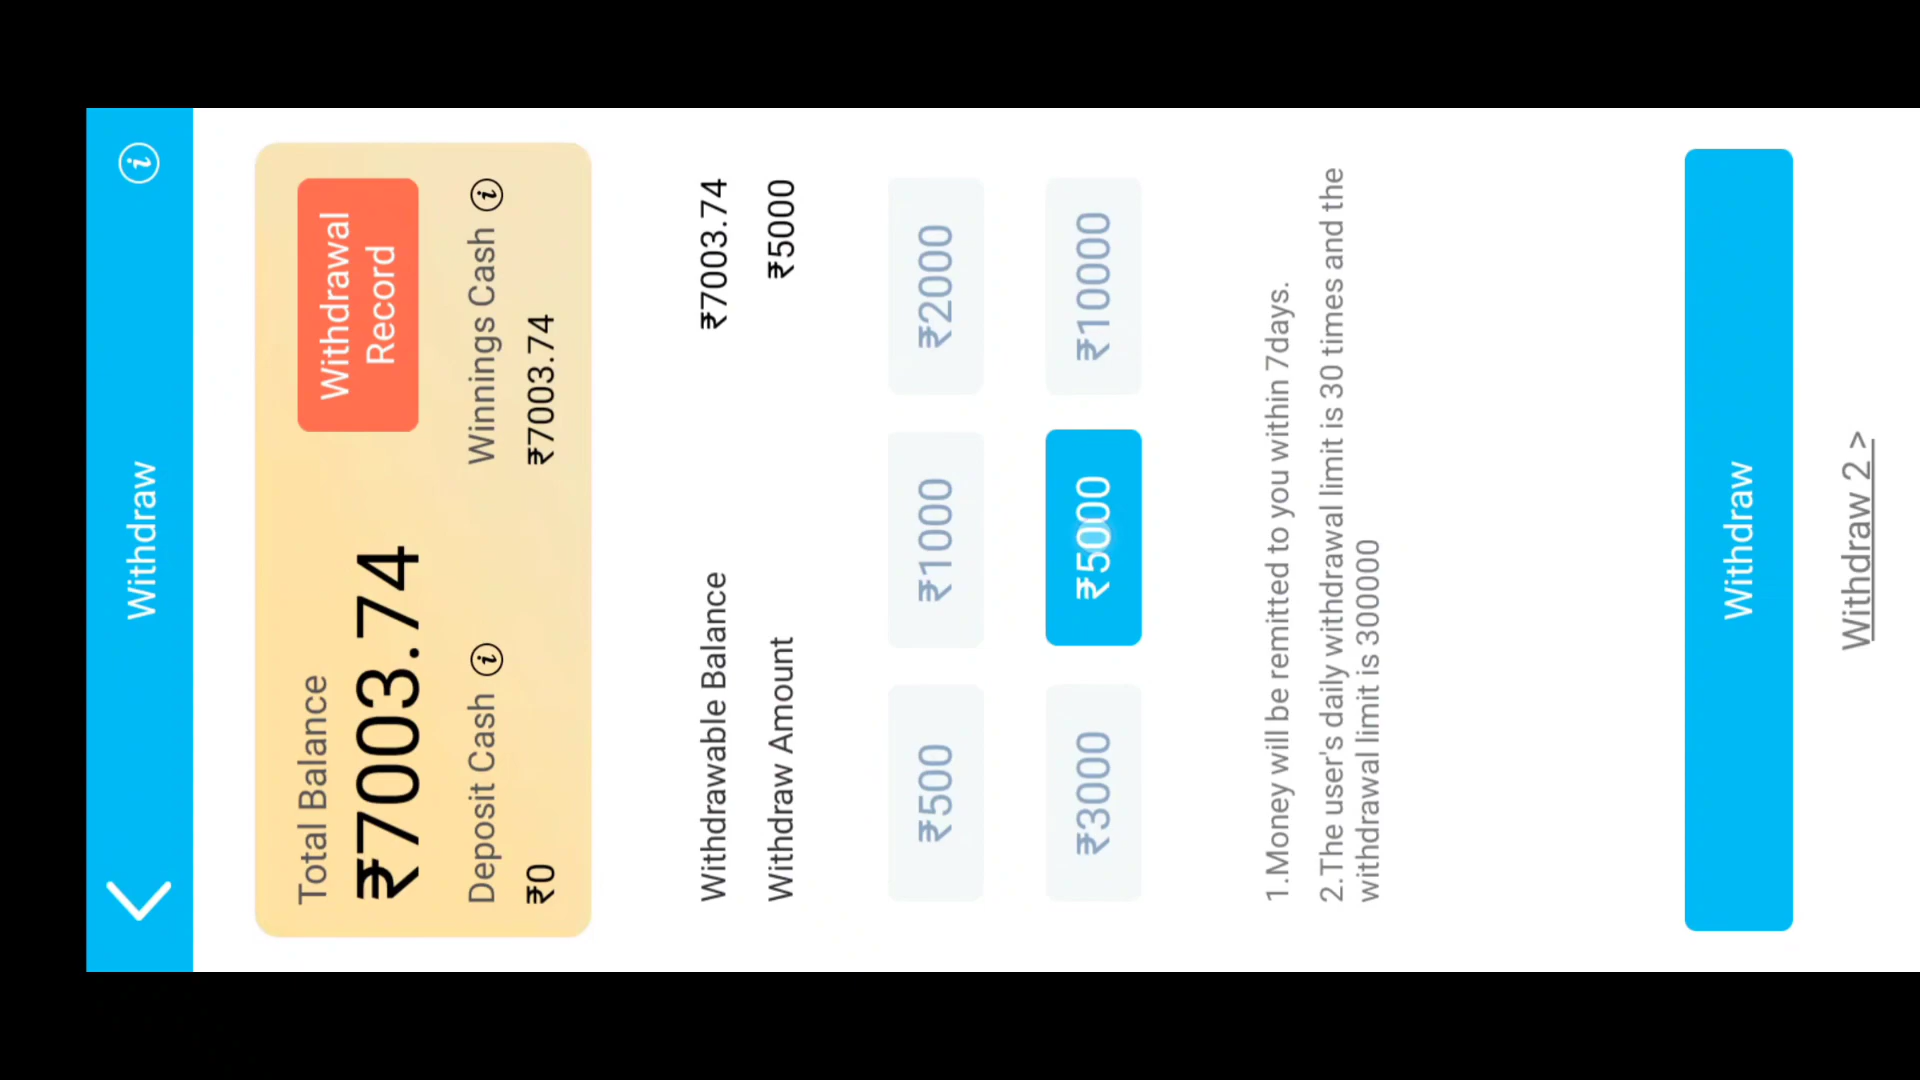 Withdraw
Total Balance
₹7003.74
Withdrawal
Record
Deposit Cash
Winnings Cash
₹0
₹7003.74
Withdrawable Balance
₹7003.74
Withdraw Amount
₹5000
₹500
₹1000
₹2000
₹3000
₹5000
₹10000
1.Money will be remitted to you within 7days.
2.The user's daily withdrawal limit is 30 times and the
withdrawal limit is 300000
Withdraw
Withdraw 2 >